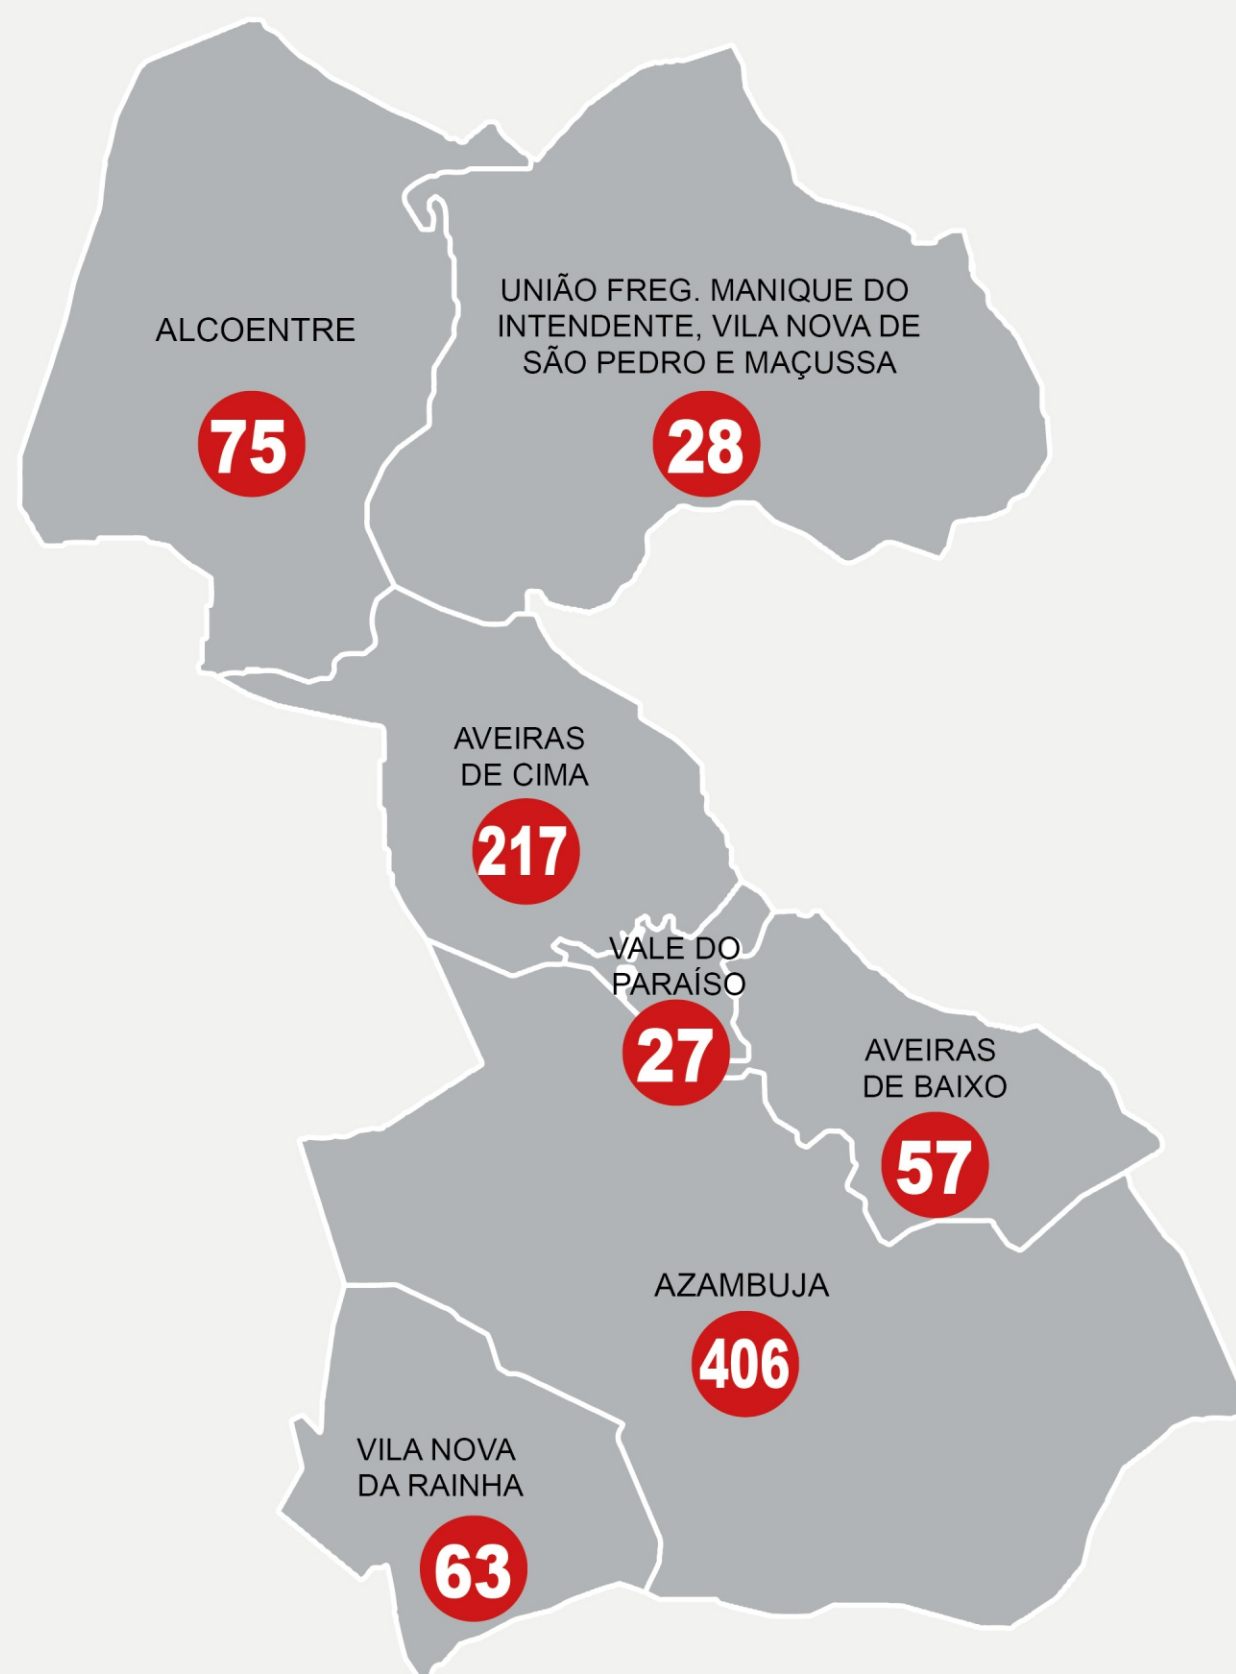 ALCOENTRE
75
UNIÃO FREG. MANIQUE DO
INTENDENTE, VILA NOVA DE
SÃO PEDRO E MAÇUSSA
28
AVEIRAS
DE CIMA
217
VALE DO
PARAÍSO
27
AVEIRAS
DE BAIXO
57
AZAMBUJA
406
VILA NOVA
DA RAINHA
63